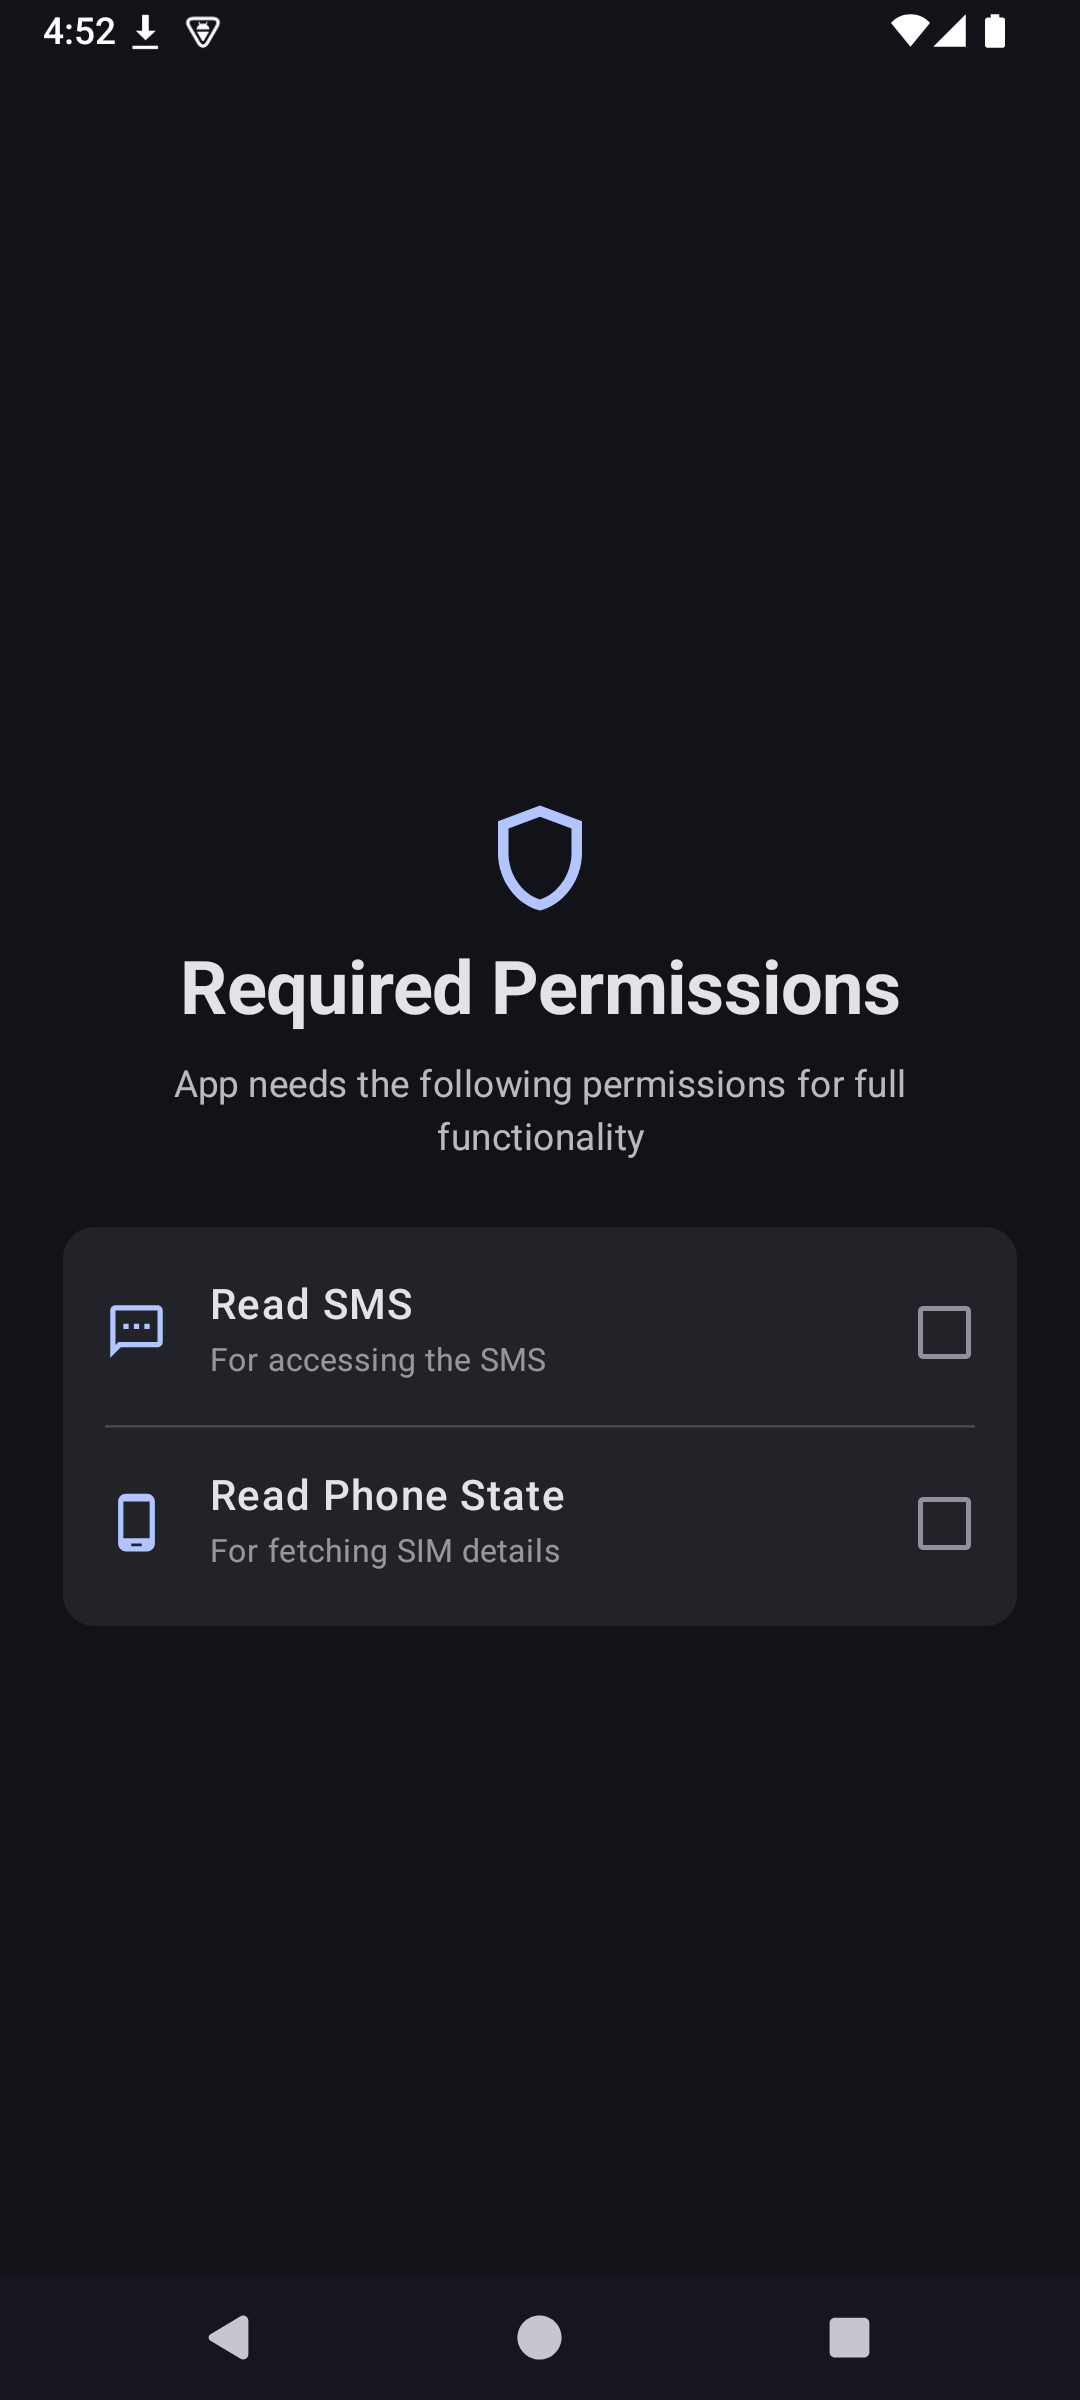 4:52
Required Permissions
App needs the following permissions for full
functionality
Read SMS
For accessing the SMS
Read Phone State
For fetching SIM details